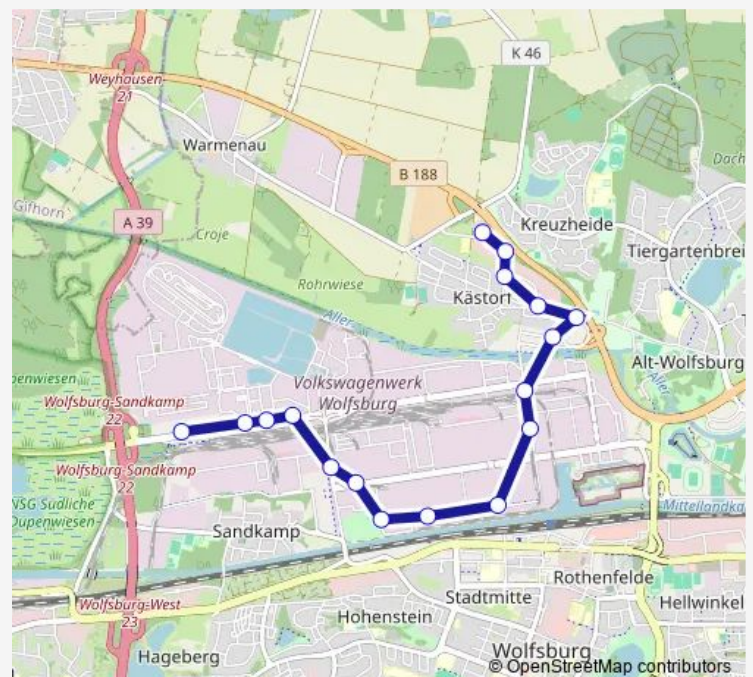 K 46
Weyhausen
21
Warmenau
B 188
Gifhorn
A 39
Croje
Kreuzheide
Tiergartenbrei
Rohrwiese
Kästorf
Aller
Alt-Wolfsburg
Aller
Volkswagenwerk
Wolfsburg
Wolfsburg-Sandkamp
22
Wolfsburg-Sandkamp
22
NSG Südliche
Düpenwiesen
Sandkamp
Mittellandka
Rothenfelde
Stadtmitte
Hellwinkel
Wolfsburg-West
23
Hohenstein
Hageberg
Wolfsburg
© OpenStreetMap contributors